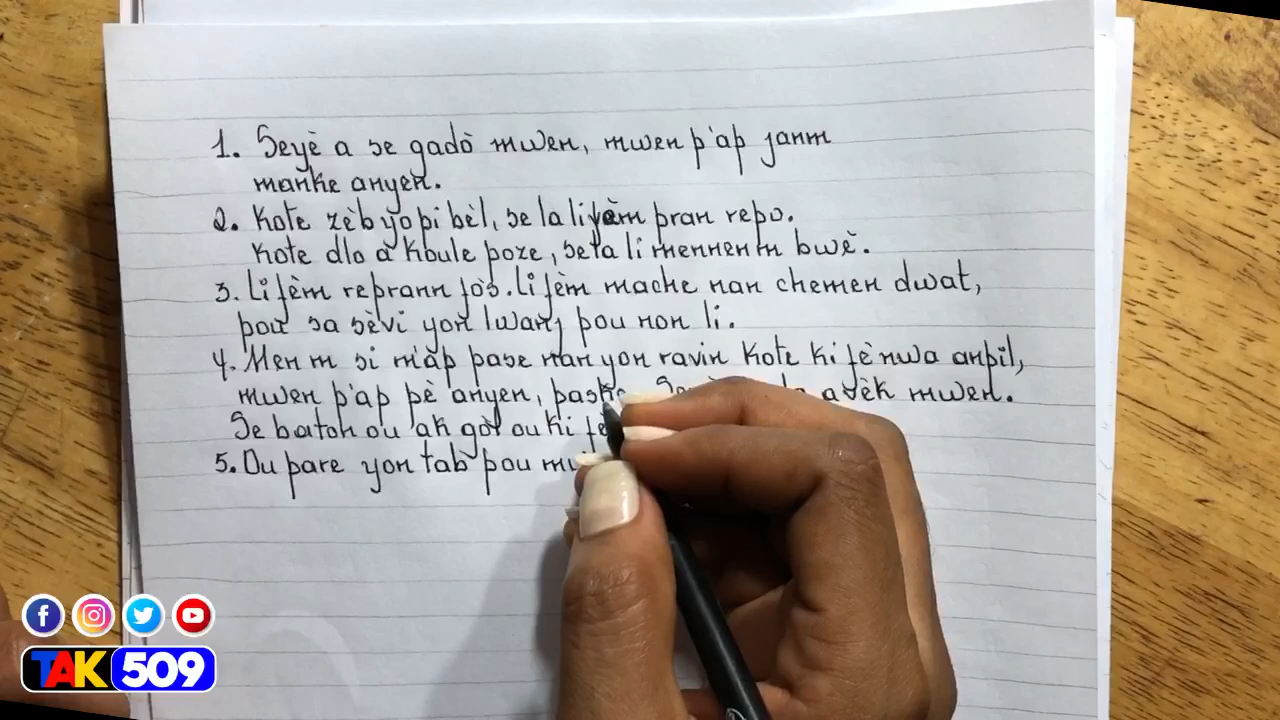 1. Seyè a se gadò mwen, mwen p'ap janm
manke anyen.
2. Kote zèb yo pi bèl, se la li fèm pran repo.
Kote dlo a koule poze, se la li mennen m bwè.
3. Li fèm reprann fòs. Li fèm mache nan chemen dwat,
pou sa sèvi yon lwanj pou non li.
4. Menm si m'ap pase nan yon ravin kote ki fè nwa anpil,
mwen p'ap pè anyen, paske avèk mwen.
Se baton ou ak gòl ou ki
5. Ou pare yon tab pou
TAK 509